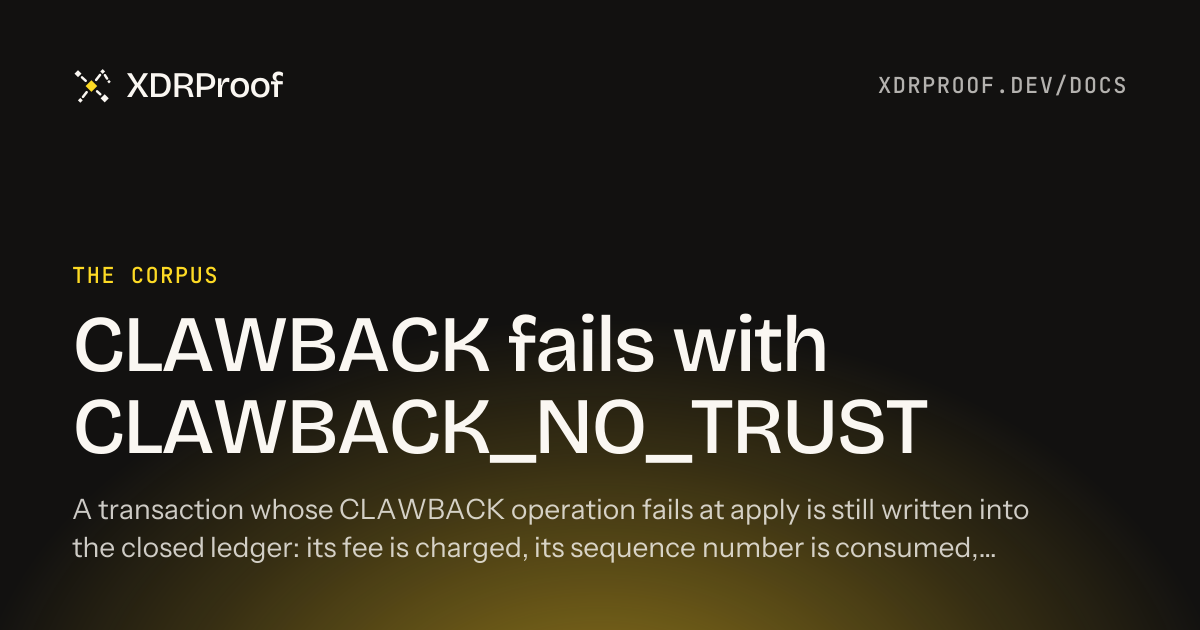 XDRProof
XDRPROOF.DEV/DOCS
THE CORPUS
CLAWBACK fails with
CLAWBACK_NO_TRUST
A transaction whose CLAWBACK operation fails at apply is still written into
the closed ledger: its fee is charged, its sequence number is consumed,...